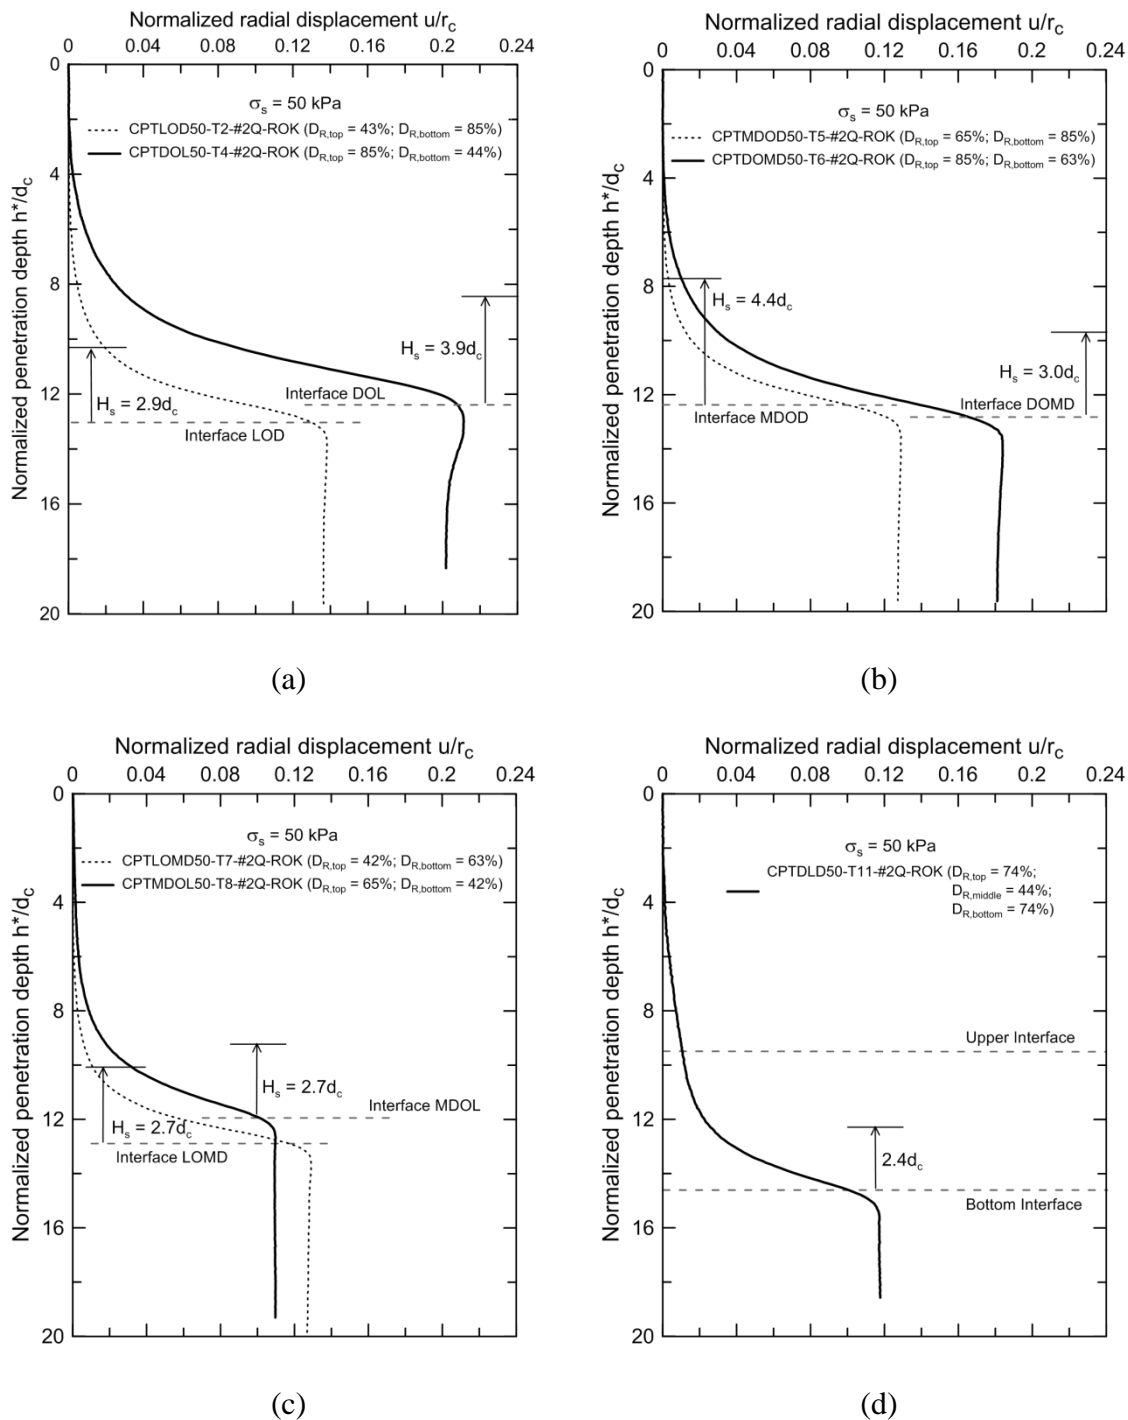 Normalized radial displacement u/r_c
0 0.04 0.08 0.12 0.16 0.2 0.24
Normalized penetration depth h*/d_c
0
4
8
12
16
20
σ_s = 50 kPa
CPTLOD50-T2-#2Q-ROK (D_R,top = 43%; D_R,bottom = 85%)
CPTDOL50-T4-#2Q-ROK (D_R,top = 85%; D_R,bottom = 44%)
H_s = 3.9d_c
Interface DOL
H_s = 2.9d_c
Interface LOD
(a)
Normalized radial displacement u/r_c
0 0.04 0.08 0.12 0.16 0.2 0.24
Normalized penetration depth h*/d_c
0
4
8
12
16
20
σ_s = 50 kPa
CPTMDOD50-T5-#2Q-ROK (D_R,top = 65%; D_R,bottom = 85%)
CPTDOMD50-T6-#2Q-ROK (D_R,top = 85%; D_R,bottom = 63%)
H_s = 4.4d_c
H_s = 3.0d_c
Interface DOMD
Interface MDOD
(b)
Normalized radial displacement u/r_c
0 0.04 0.08 0.12 0.16 0.2 0.24
Normalized penetration depth h*/d_c
0
4
8
12
16
20
σ_s = 50 kPa
CPTLOMD50-T7-#2Q-ROK (D_R,top = 42%; D_R,bottom = 63%)
CPTMDOL50-T8-#2Q-ROK (D_R,top = 65%; D_R,bottom = 42%)
H_s = 2.7d_c
Interface MDOL
H_s = 2.7d_c
Interface LOMD
(c)
Normalized radial displacement u/r_c
0 0.04 0.08 0.12 0.16 0.2 0.24
Normalized penetration depth h*/d_c
0
4
8
12
16
20
σ_s = 50 kPa
CPTDLD50-T11-#2Q-ROK (D_R,top = 74%;
D_R,middle = 44%;
D_R,bottom = 74%)
Upper Interface
2.4d_c
Bottom Interface
(d)